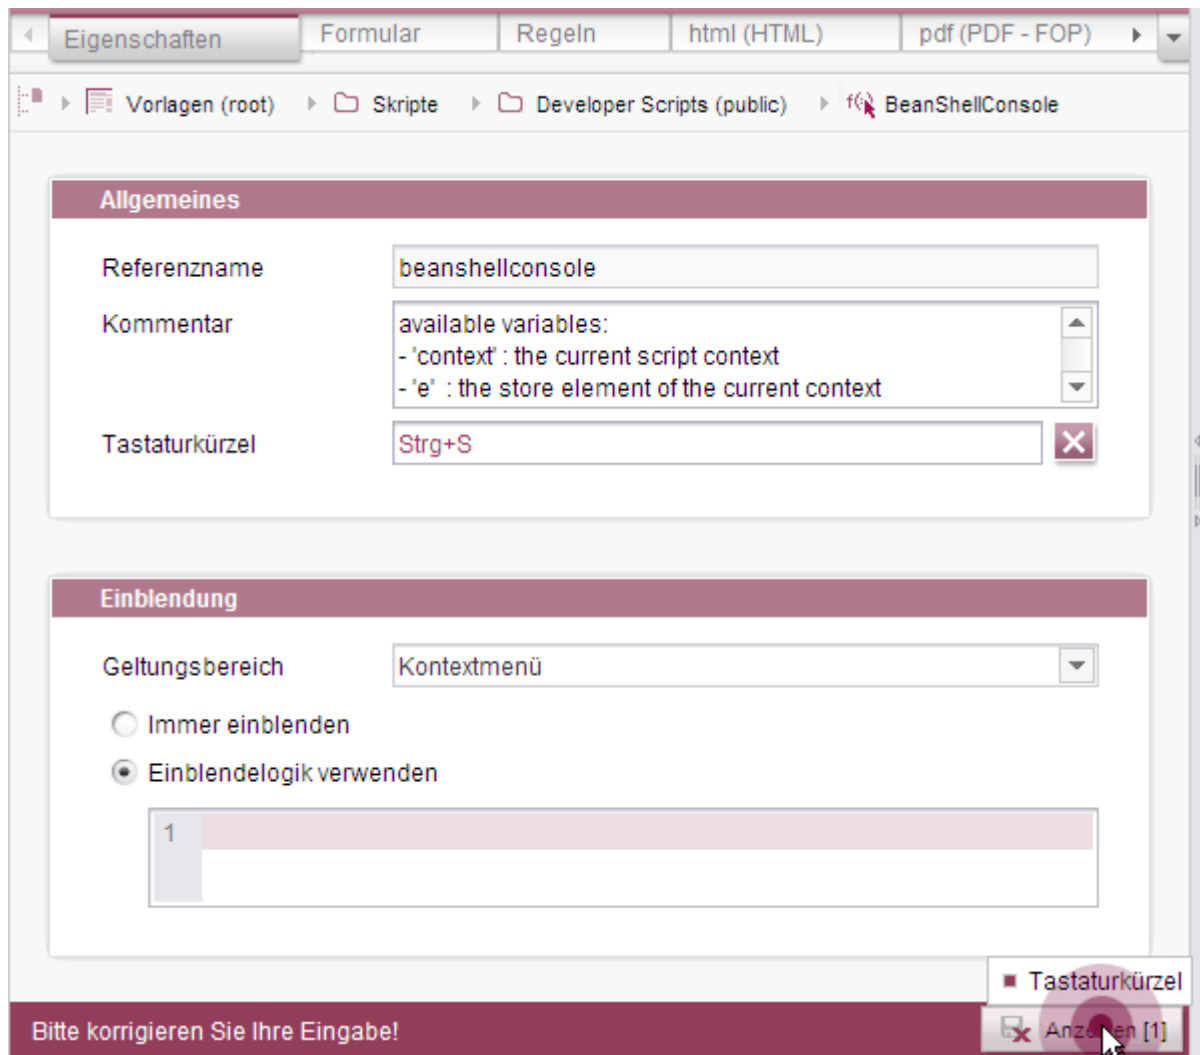 Eigenschaften Formular Regeln html (HTML) pdf (PDF - FOP)
Vorlagen (root) Skripte Developer Scripts (public) BeanShellConsole
Allgemeines
Referenzname beanshellconsole
Kommentar available variables:
- 'context' : the current script context
- 'e' : the store element of the current context
Tastaturkürzel Strg+S
Einblendung
Geltungsbereich Kontextmenü
Immer einblenden
Einblendelogik verwenden
1
Tastaturkürzel
Bitte korrigieren Sie Ihre Eingabe! [1]